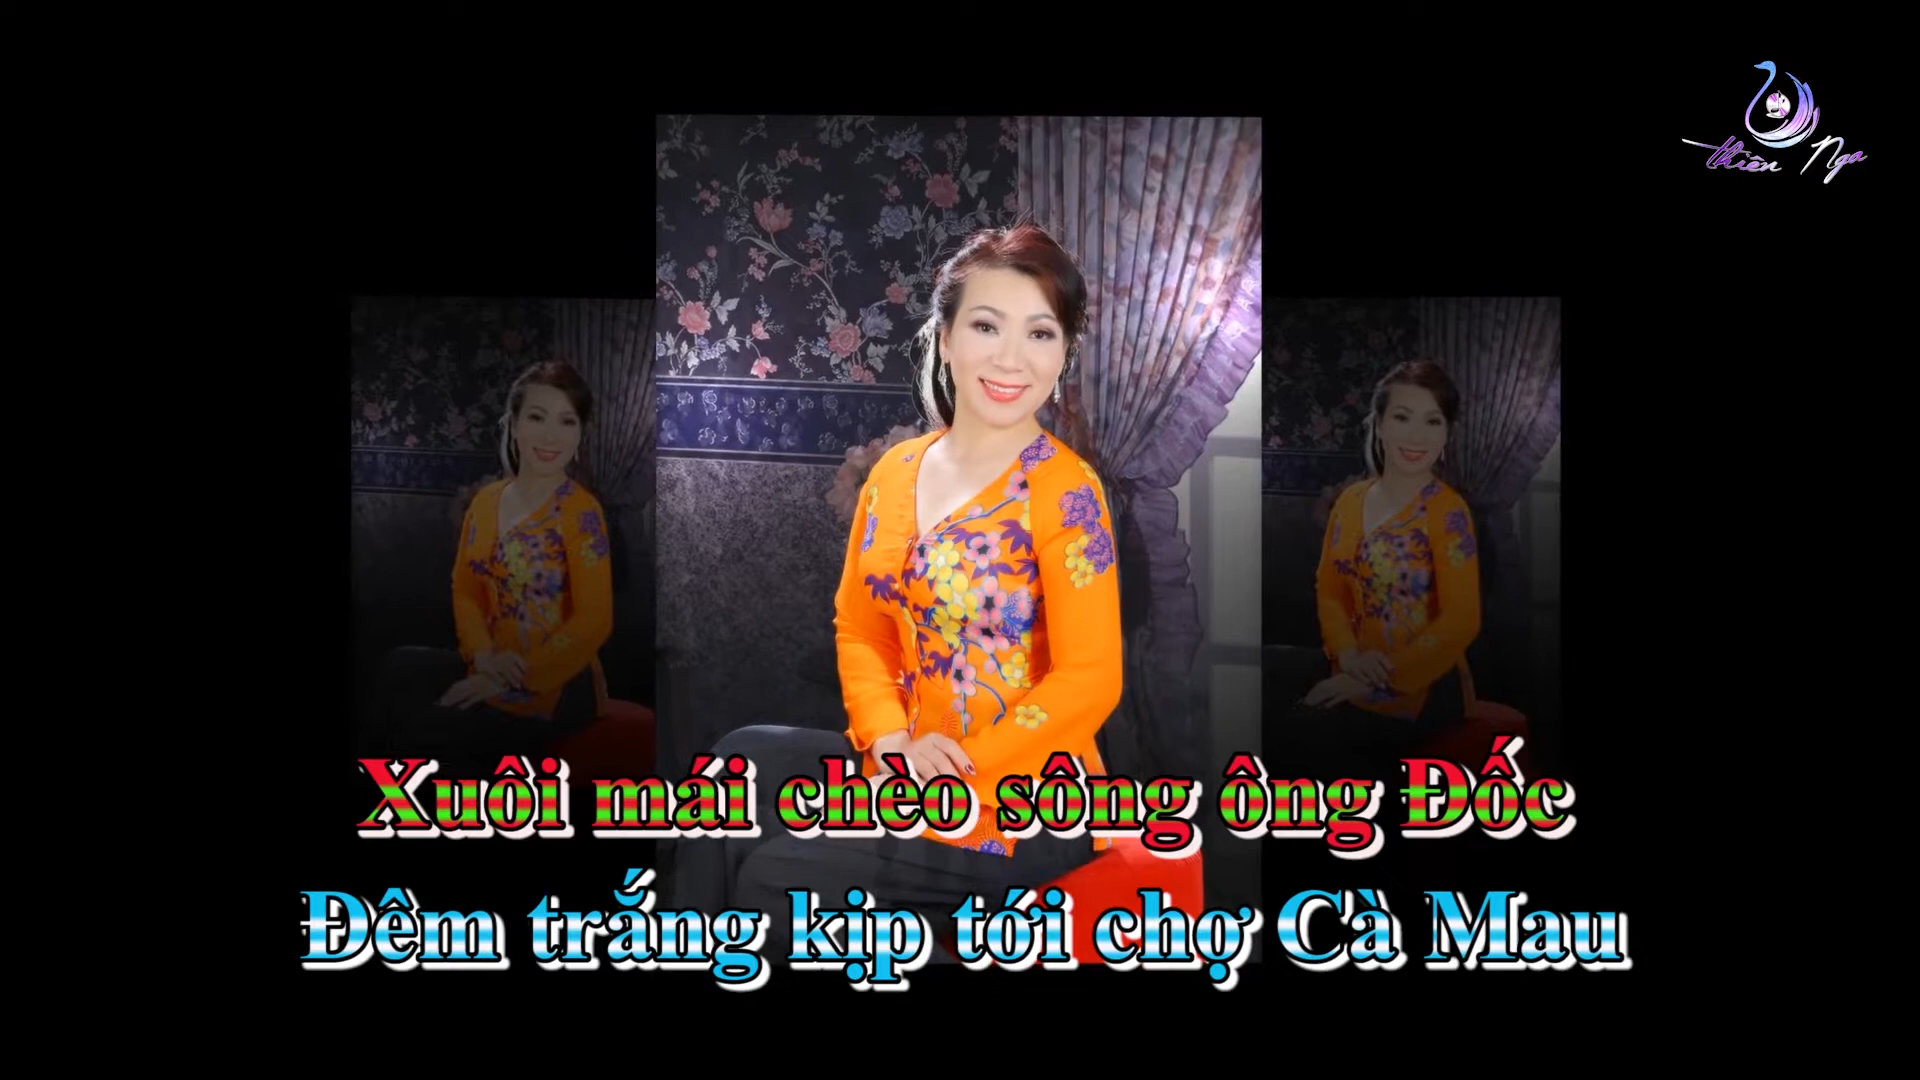 Thiên Nga
Xuôi mái chèo sông ông Đốc
Đêm trắng kịp tới chợ Cà Mau